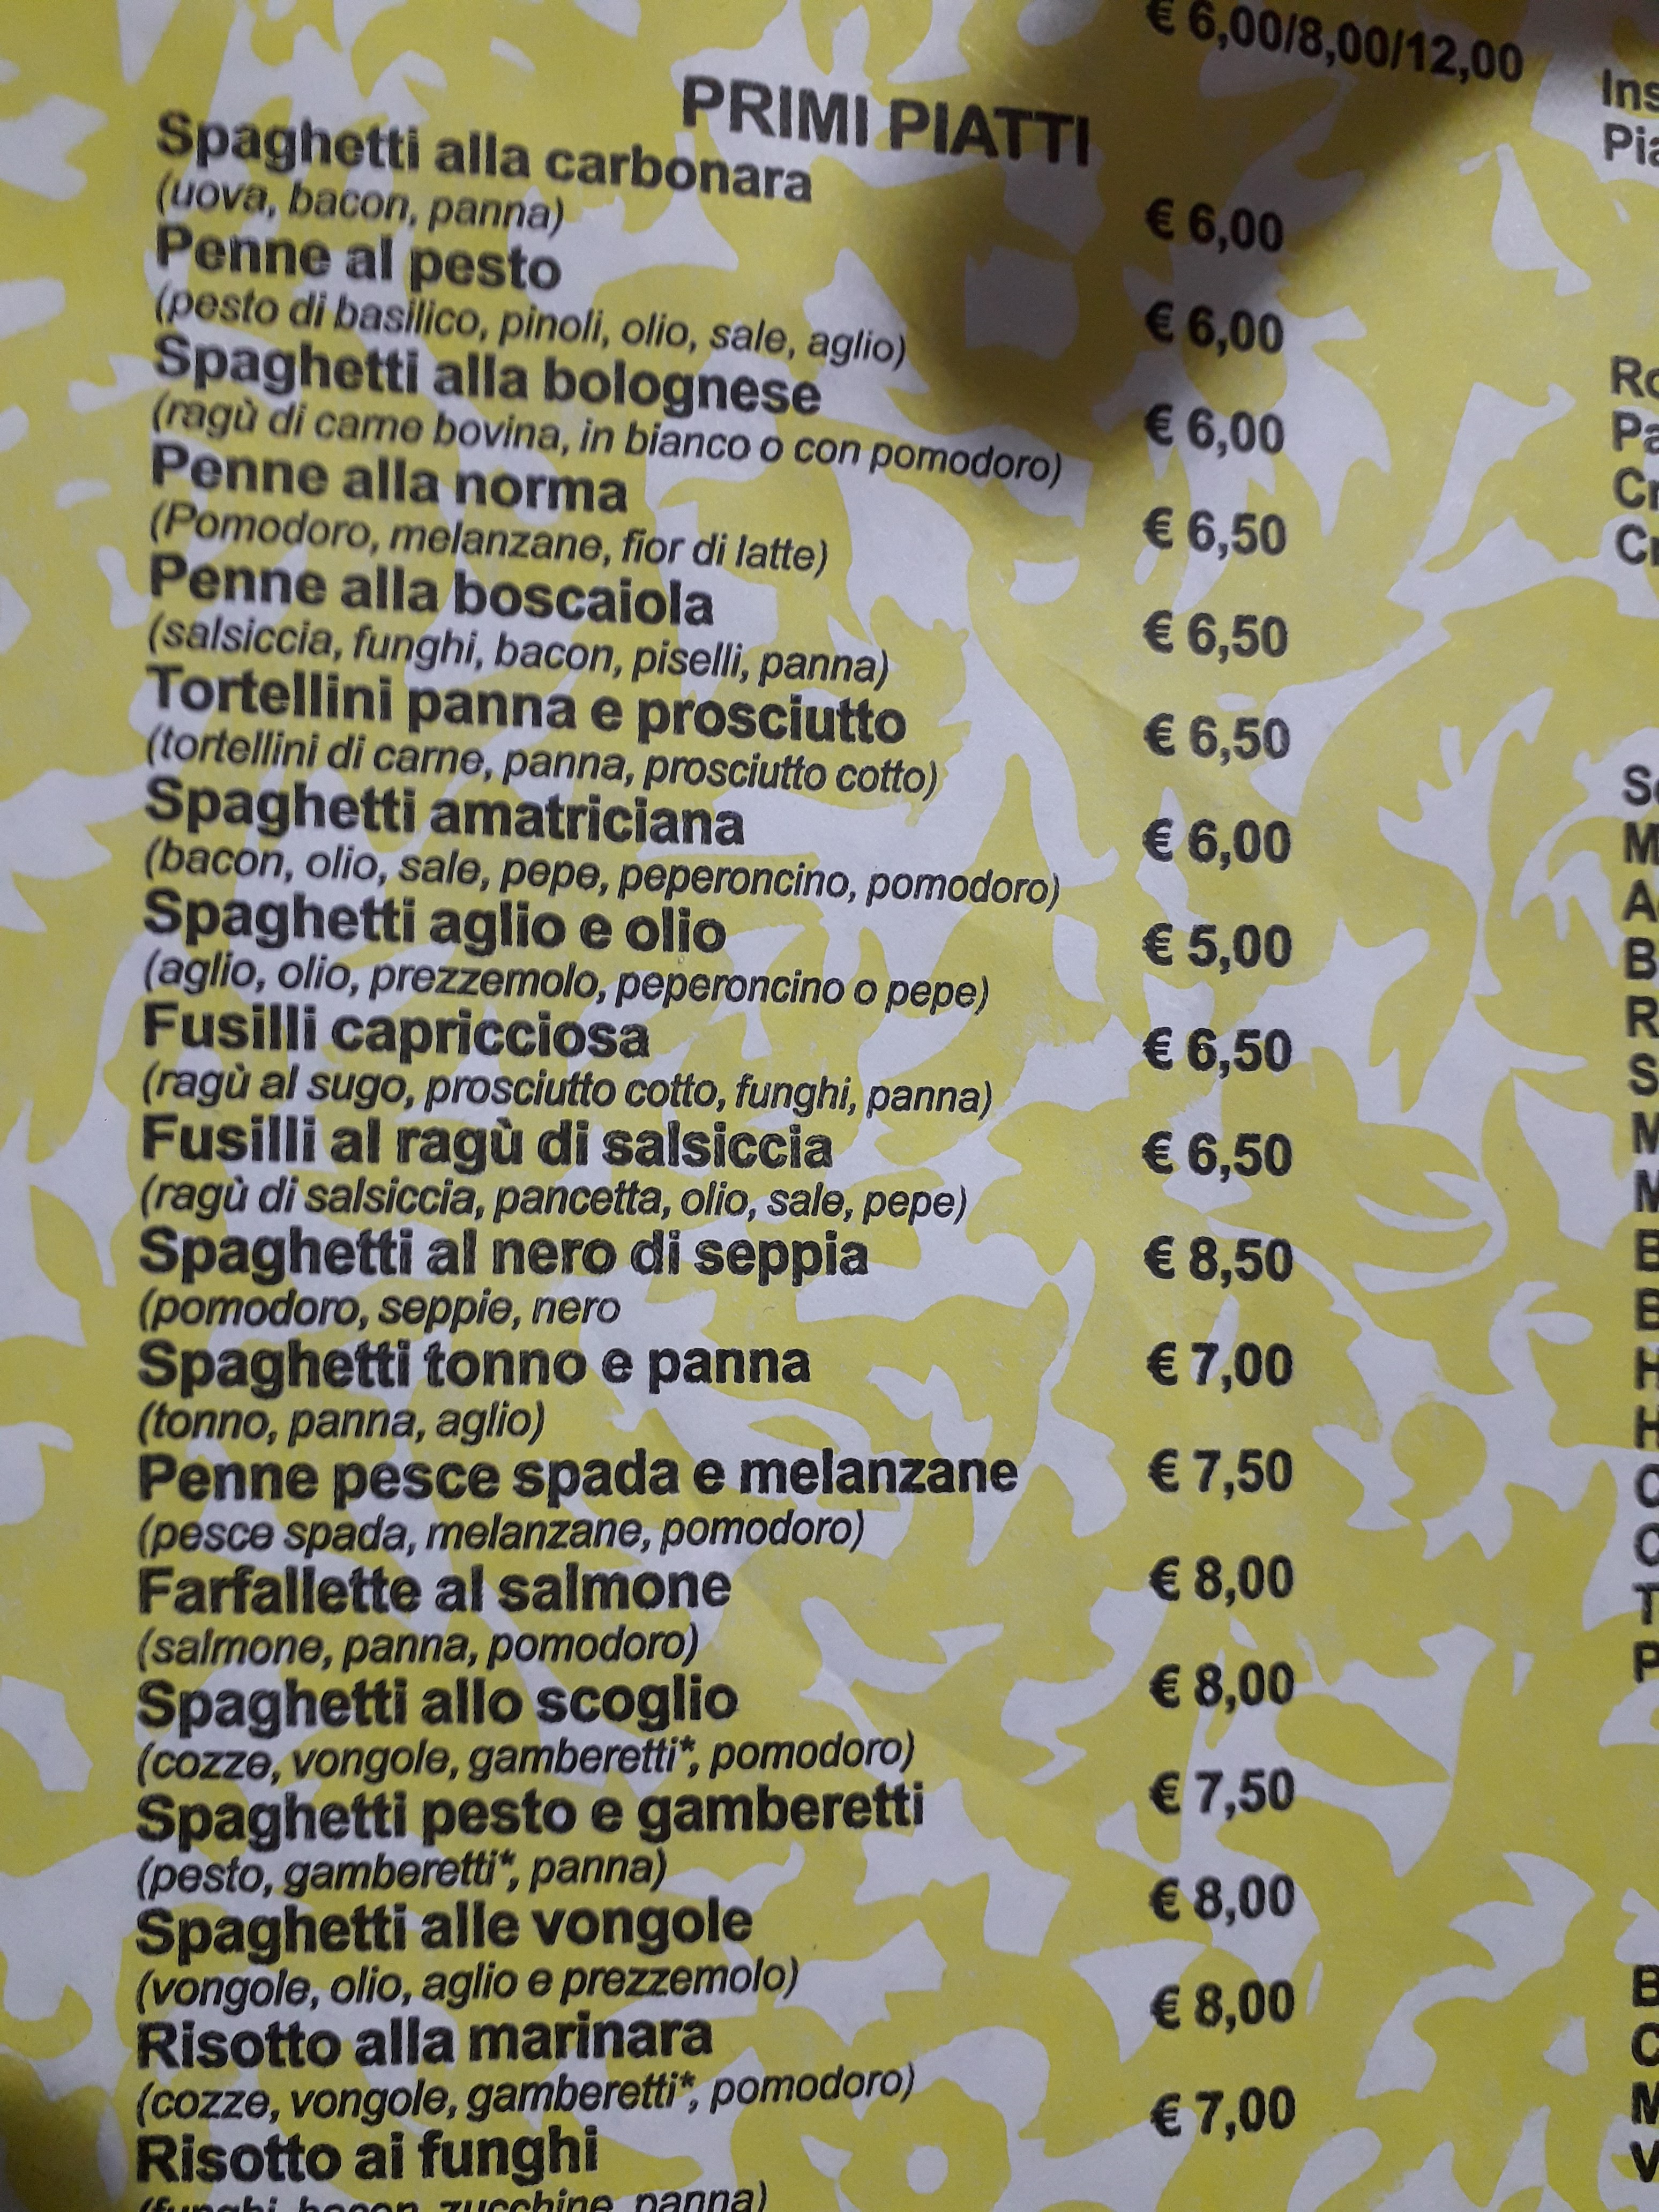 € 6,00/8,00/12,00
PRIMI PIATTI
Spaghetti alla carbonara € 6,00
(uova, bacon, panna)
Penne al pesto € 6,00
(pesto di basilico, pinoli, olio, sale, aglio)
Spaghetti alla bolognese € 6,00
(ragù di carne bovina, in bianco o con pomodoro)
Penne alla norma € 6,50
(Pomodoro, melanzane, fior di latte)
Penne alla boscaiola € 6,50
(salsiccia, funghi, bacon, piselli, panna)
Tortellini panna e prosciutto € 6,50
(tortellini di carne, panna, prosciutto cotto)
Spaghetti amatriciana € 6,00
(bacon, olio, sale, pepe, peperoncino, pomodoro)
Spaghetti aglio e olio € 5,00
(aglio, olio, prezzemolo, peperoncino o pepe)
Fusilli capricciosa € 6,50
(ragù al sugo, prosciutto cotto, funghi, panna)
Fusilli al ragù di salsiccia € 6,50
(ragù di salsiccia, pancetta, olio, sale, pepe)
Spaghetti al nero di seppia € 8,50
(pomodoro, seppie, nero
Spaghetti tonno e panna € 7,00
(tonno, panna, aglio)
Penne pesce spada e melanzane € 7,50
(pesce spada, melanzane, pomodoro)
Farfallette al salmone € 8,00
(salmone, panna, pomodoro)
Spaghetti allo scoglio € 8,00
(cozze, vongole, gamberetti*, pomodoro)
Spaghetti pesto e gamberetti € 7,50
(pesto, gamberetti*, panna)
Spaghetti alle vongole € 8,00
(vongole, olio, aglio e prezzemolo)
Risotto alla marinara € 8,00
(cozze, vongole, gamberetti*, pomodoro)
Risotto ai funghi € 7,00
(funghi, bacon, zucchine, panna)